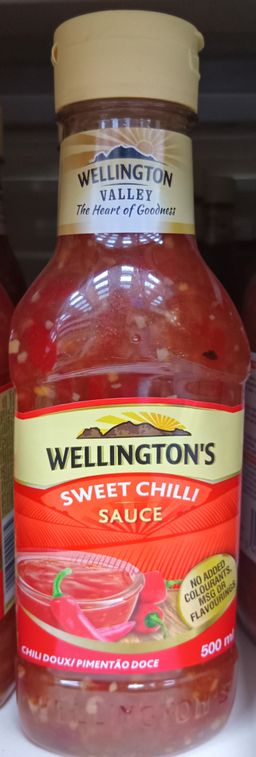 WELLINGTON
VALLEY
The Heart of Goodness
WELLINGTON'S
SWEET CHILLI
SAUCE
NO ADDED
COLOURANTS,
MSG OR
FLAVOURINGS
CHILI DOUX/ PIMENTÃO DOCE
500 ml
WELLINGTON'S